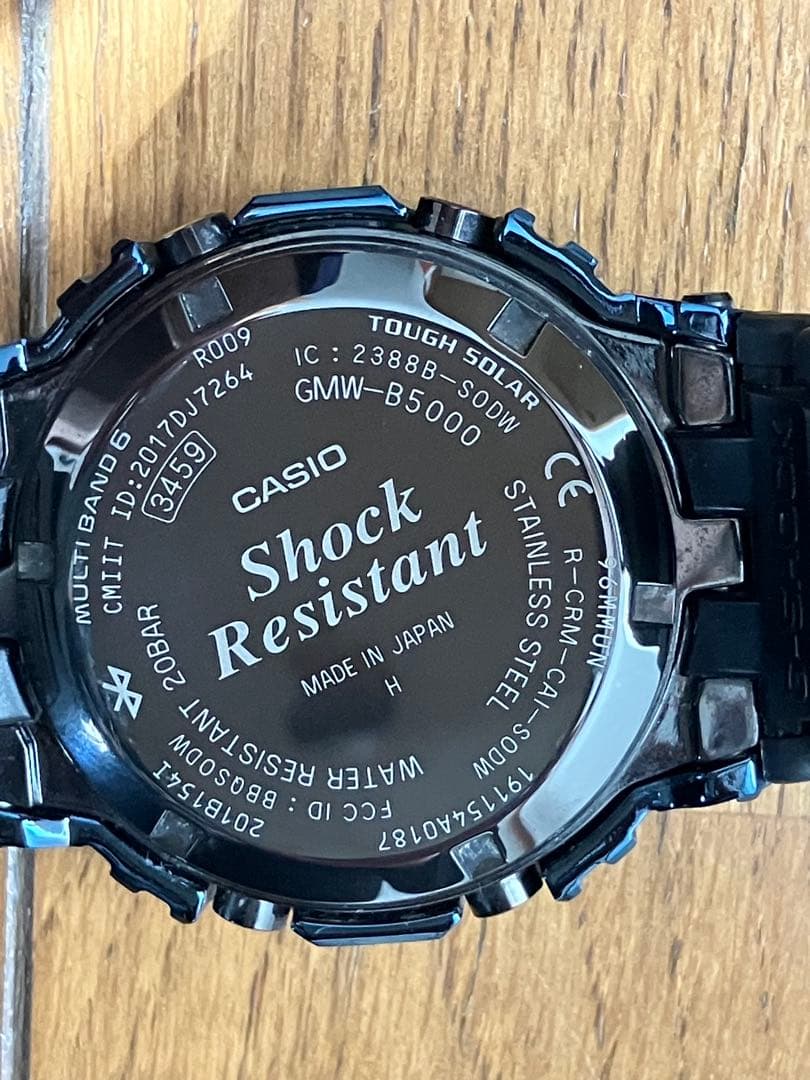 TOUGH SOLAR
R009
IC : 2388B-SODW
CMIIT ID:2017DJ7264
GMW-B5000
3459
MULTI BAND 6
CASIO
Shock
Resistant
MADE IN JAPAN
H
CE
STAINLESS STEEL
R-CRM-CAI-SODW
WATER RESISTANT 20BAR
FCC ID : BBQSODW
201B154I
191154A0187